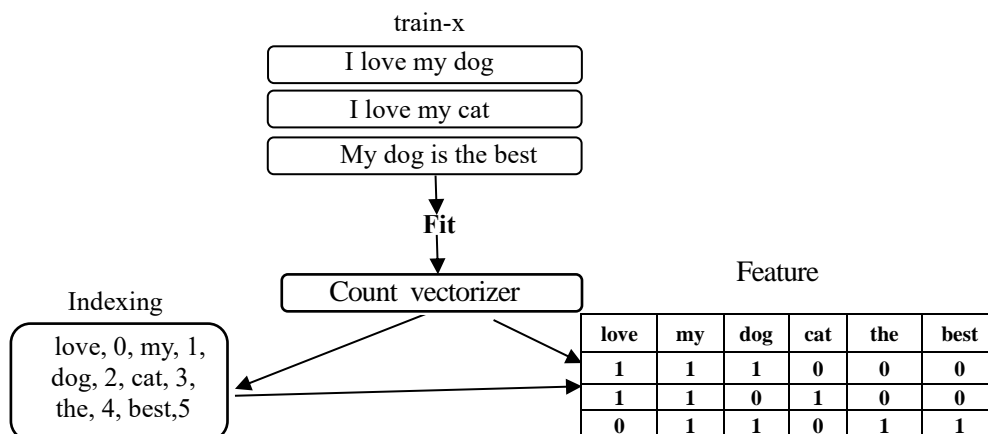 train-x
I love my dog
I love my cat
My dog is the best
Fit
Count vectorizer
Indexing
love, 0, my, 1,
dog, 2, cat, 3,
the, 4, best,5
Feature
love my dog cat the best
1 1 1 0 0 0
1 1 0 1 0 0
0 1 1 0 1 1